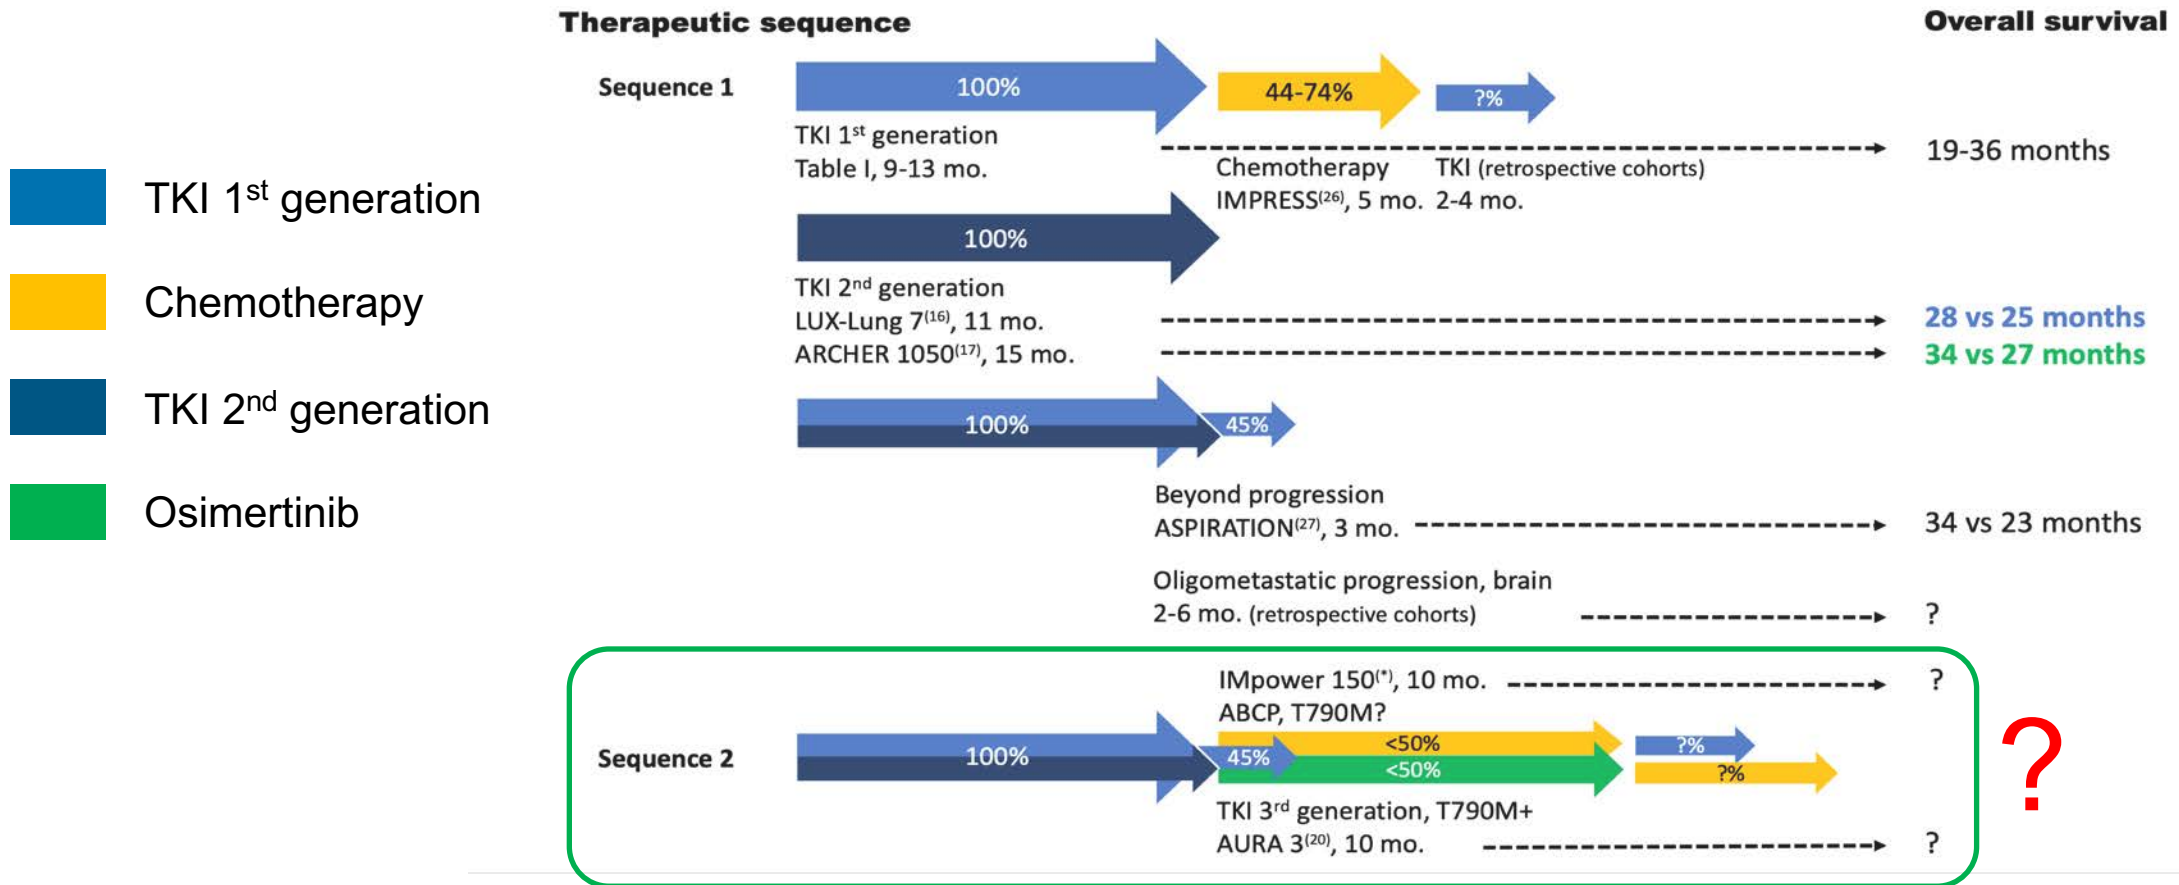 Therapeutic sequence
Overall survival
Sequence 1
100%
44-74%
?%
TKI 1st generation
Table I, 9-13 mo.
Chemotherapy
IMPRESS(26), 5 mo.
TKI (retrospective cohorts)
2-4 mo.
19-36 months
TKI 1st generation
Chemotherapy
TKI 2nd generation
Osimertinib
100%
TKI 2nd generation
LUX-Lung 7(16), 11 mo.
28 vs 25 months
ARCHER 1050(17), 15 mo.
34 vs 27 months
100%
45%
Beyond progression
ASPIRATION(27), 3 mo.
34 vs 23 months
Oligometastatic progression, brain
2-6 mo. (retrospective cohorts)
?
IMpower 150(*), 10 mo.
?
ABCP, T790M?
Sequence 2
100%
45%
<50%
<50%
?%
?%
?
TKI 3rd generation, T790M+
AURA 3(20), 10 mo.
?